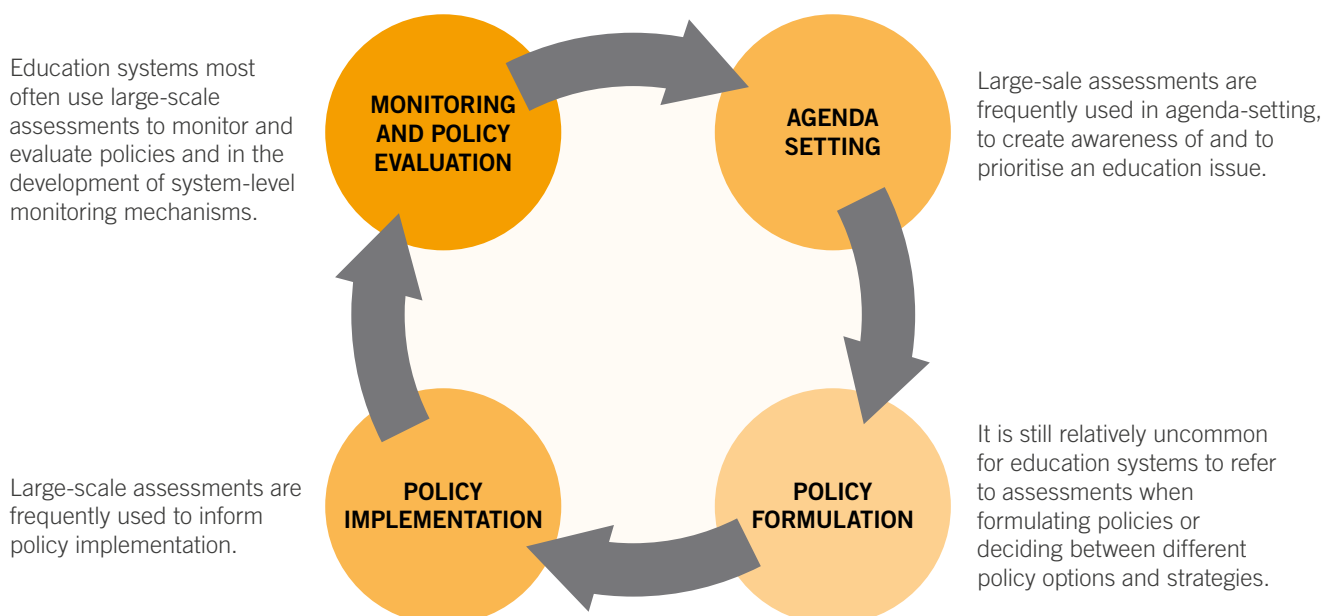 Education systems most
often use large-scale
assessments to monitor and
evaluate policies and in the
development of system-level
monitoring mechanisms.
MONITORING
AND POLICY
EVALUATION
AGENDA
SETTING
Large-sale assessments are
frequently used in agenda-setting,
to create awareness of and to
prioritise an education issue.
Large-scale assessments are
frequently used to inform
policy implementation.
POLICY
IMPLEMENTATION
POLICY
FORMULATION
It is still relatively uncommon
for education systems to refer
to assessments when
formulating policies or
deciding between different
policy options and strategies.